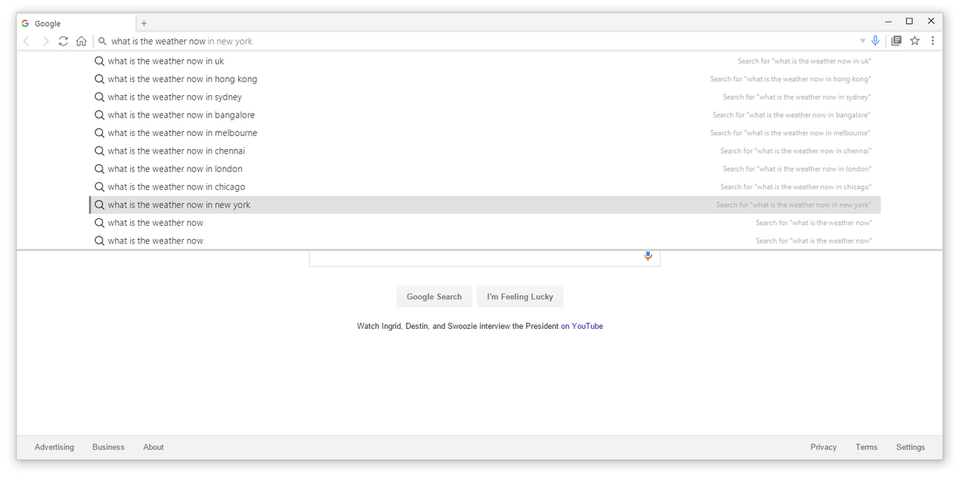 Google
what is the weather now in new york
what is the weather now in uk Search for "what is the weather now in uk"
what is the weather now in hong kong Search for "what is the weather now in hong kong"
what is the weather now in sydney Search for "what is the weather now in sydney"
what is the weather now in bangalore Search for "what is the weather now in bangalore"
what is the weather now in melbourne Search for "what is the weather now in melbourne"
what is the weather now in chennai Search for "what is the weather now in chennai"
what is the weather now in london Search for "what is the weather now in london"
what is the weather now in chicago Search for "what is the weather now in chicago"
what is the weather now in new york Search for "what is the weather now in new york"
what is the weather now Search for "what is the weather now"
what is the weather now Search for "what is the weather now"
Google Search I'm Feeling Lucky
Watch Ingrid, Destin, and Swoozie interview the President on YouTube
Advertising Business About Privacy Terms Settings